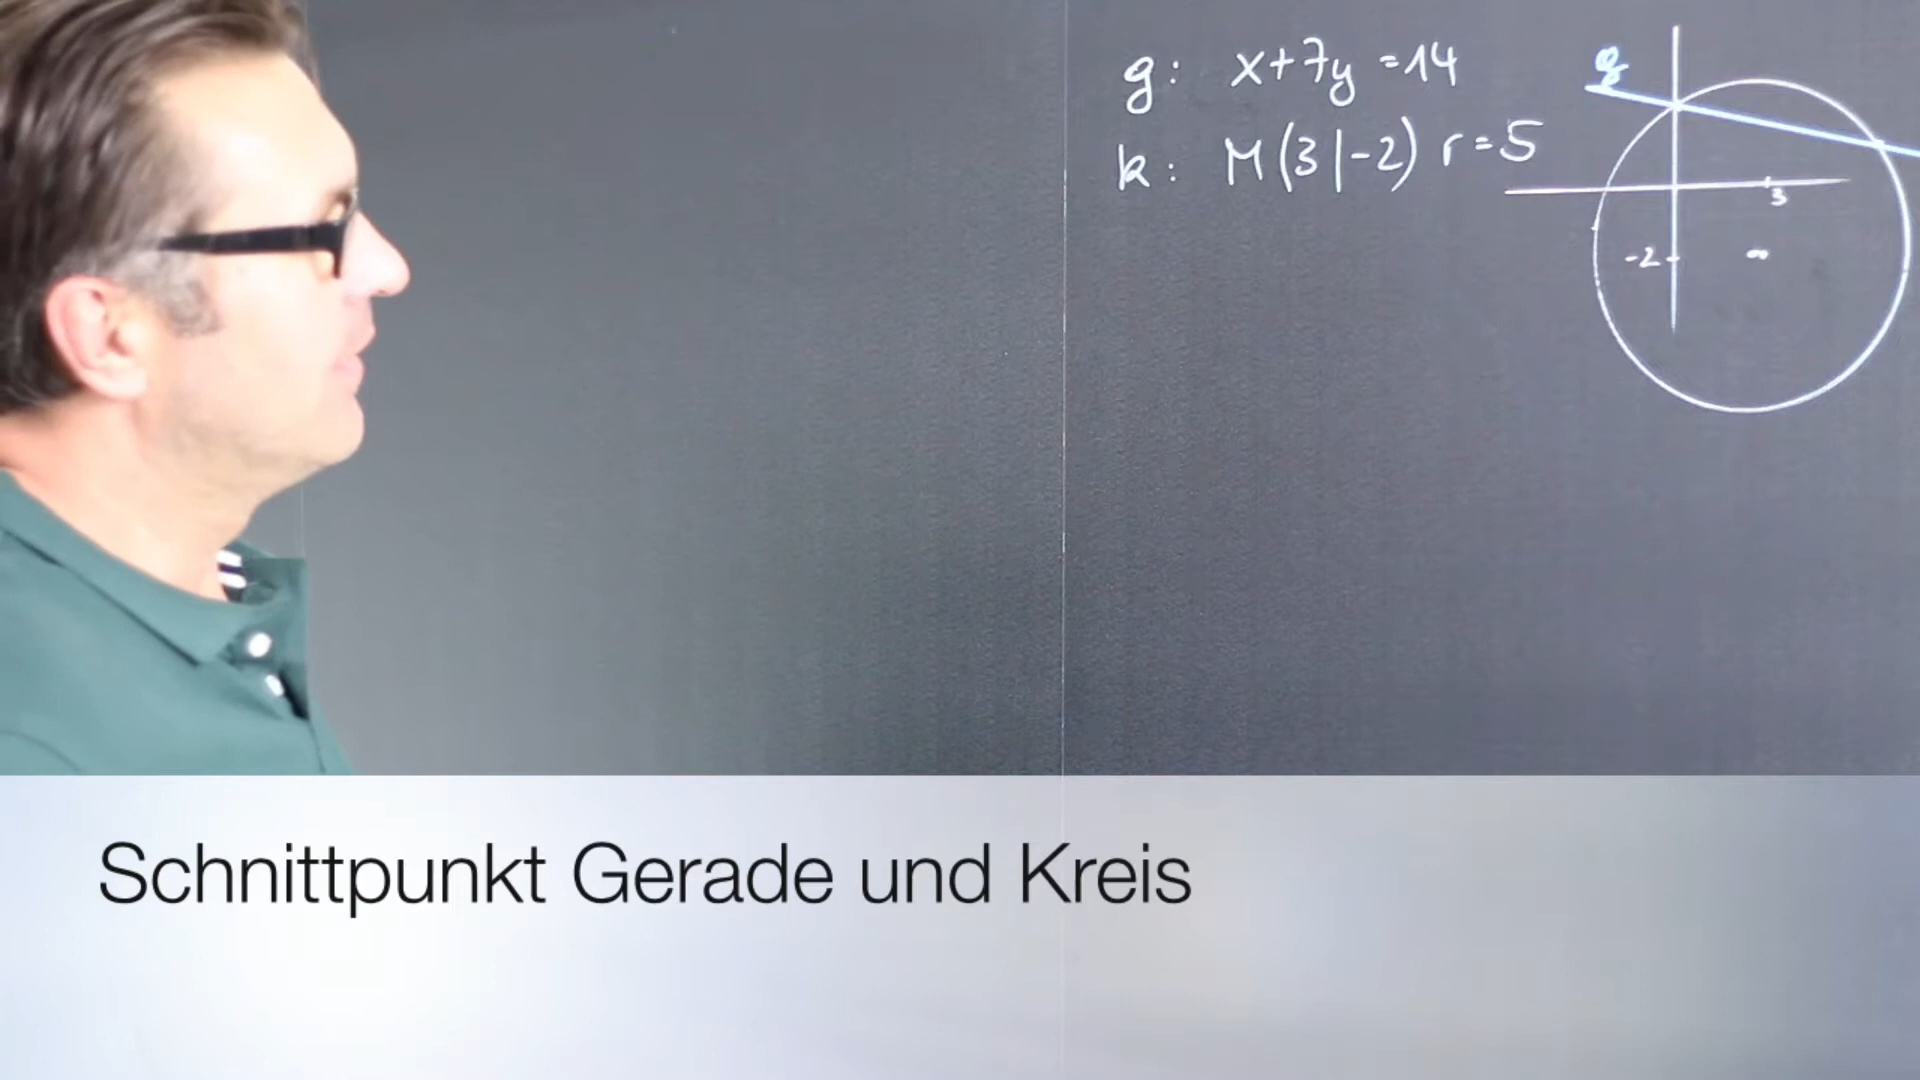 g: x+7y=14
k: M(3|-2) r=5
g
3
-2
Schnittpunkt Gerade und Kreis